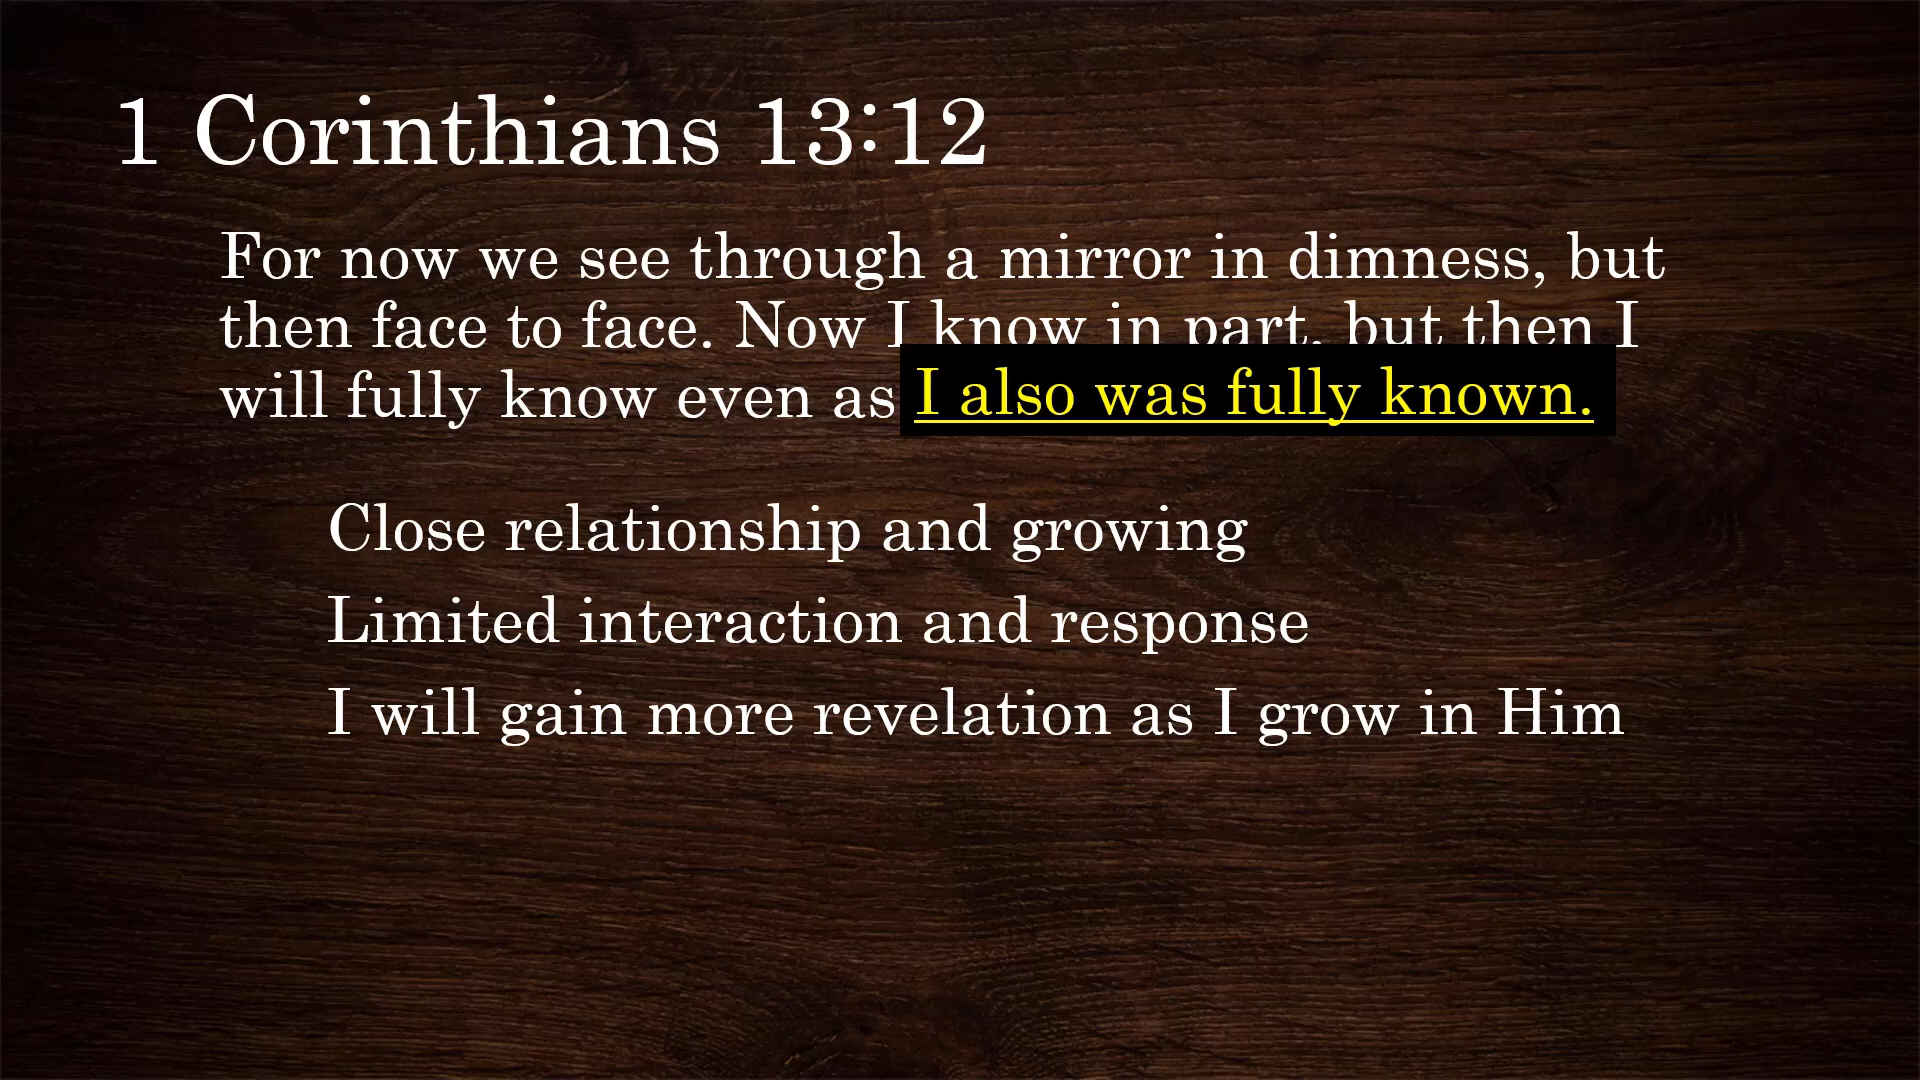 1 Corinthians 13:12
For now we see through a mirror in dimness, but
then face to face. Now I know in part, but then I
will fully know even as I also was fully known.
Close relationship and growing
Limited interaction and response
I will gain more revelation as I grow in Him